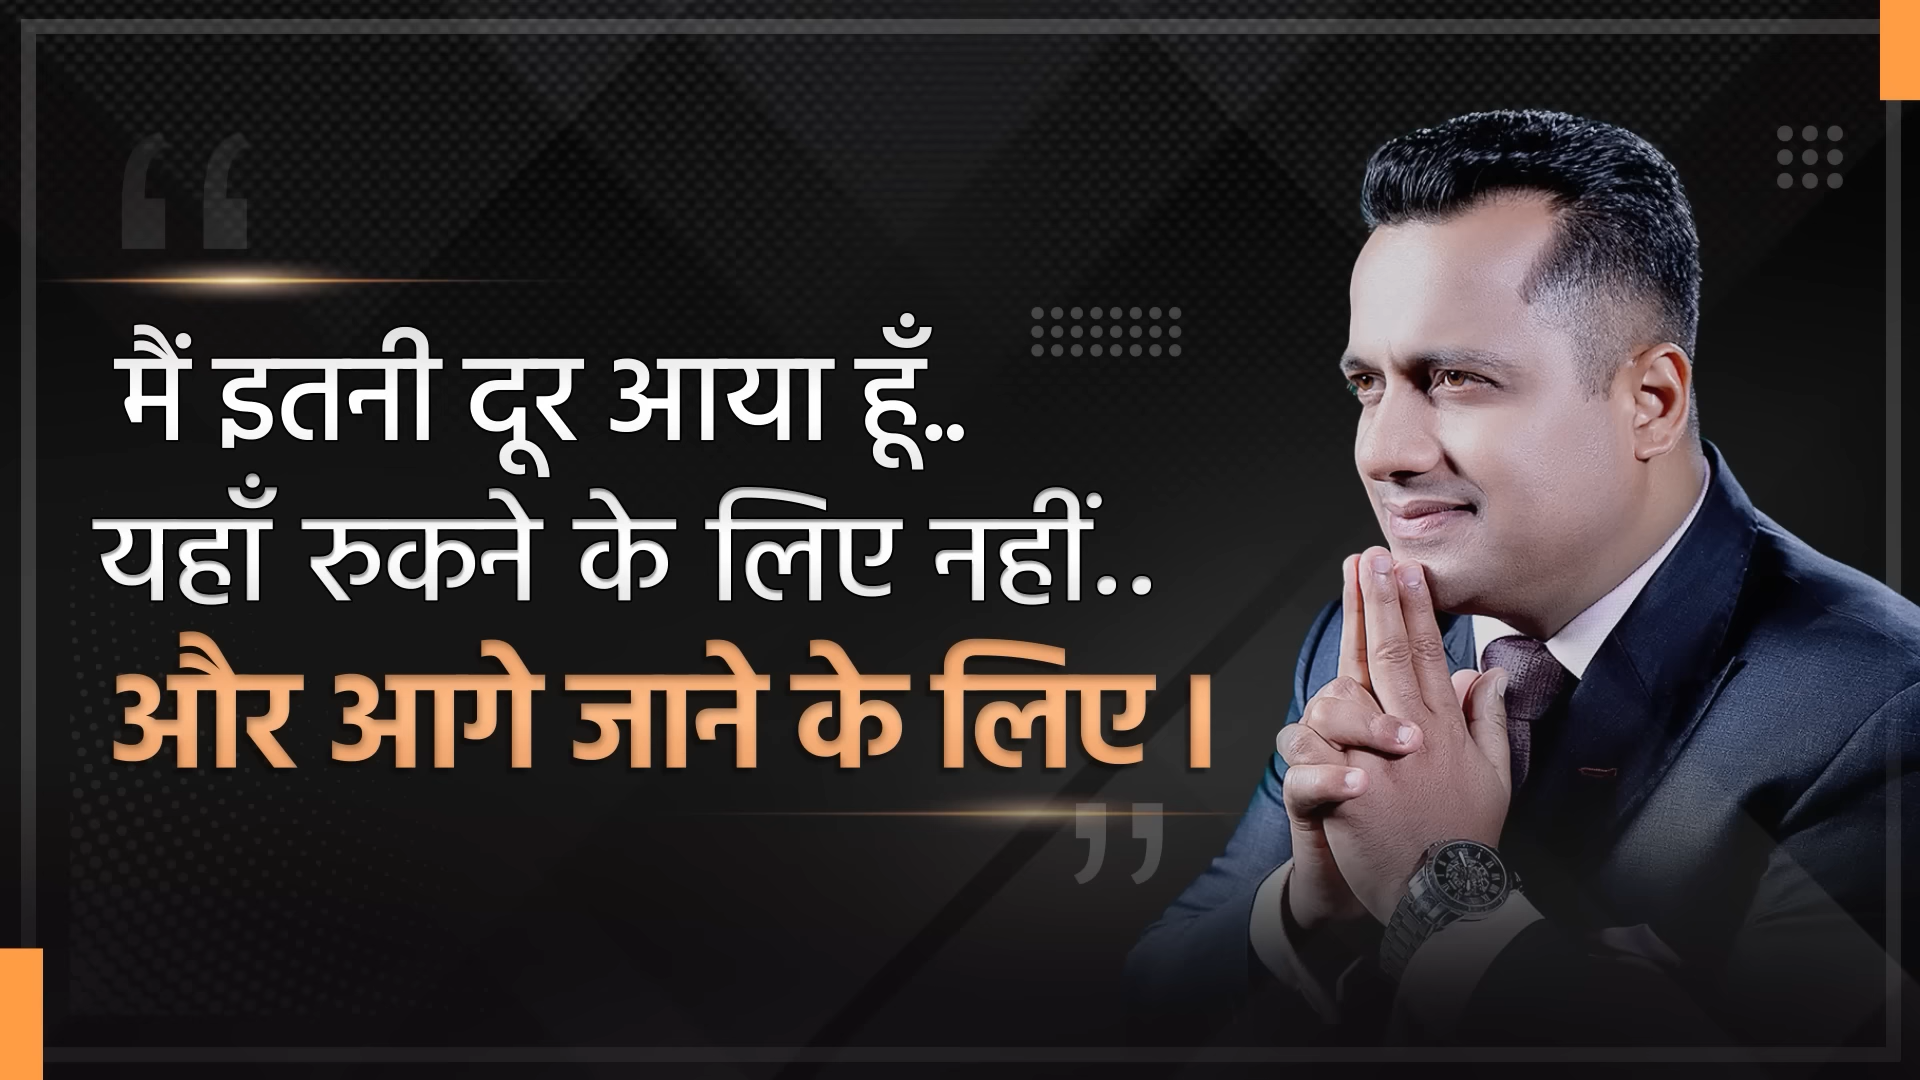 मैं इतनी दूर आया हूँ..
यहाँ रुकने के लिए नहीं..
और आगे जाने के लिए।